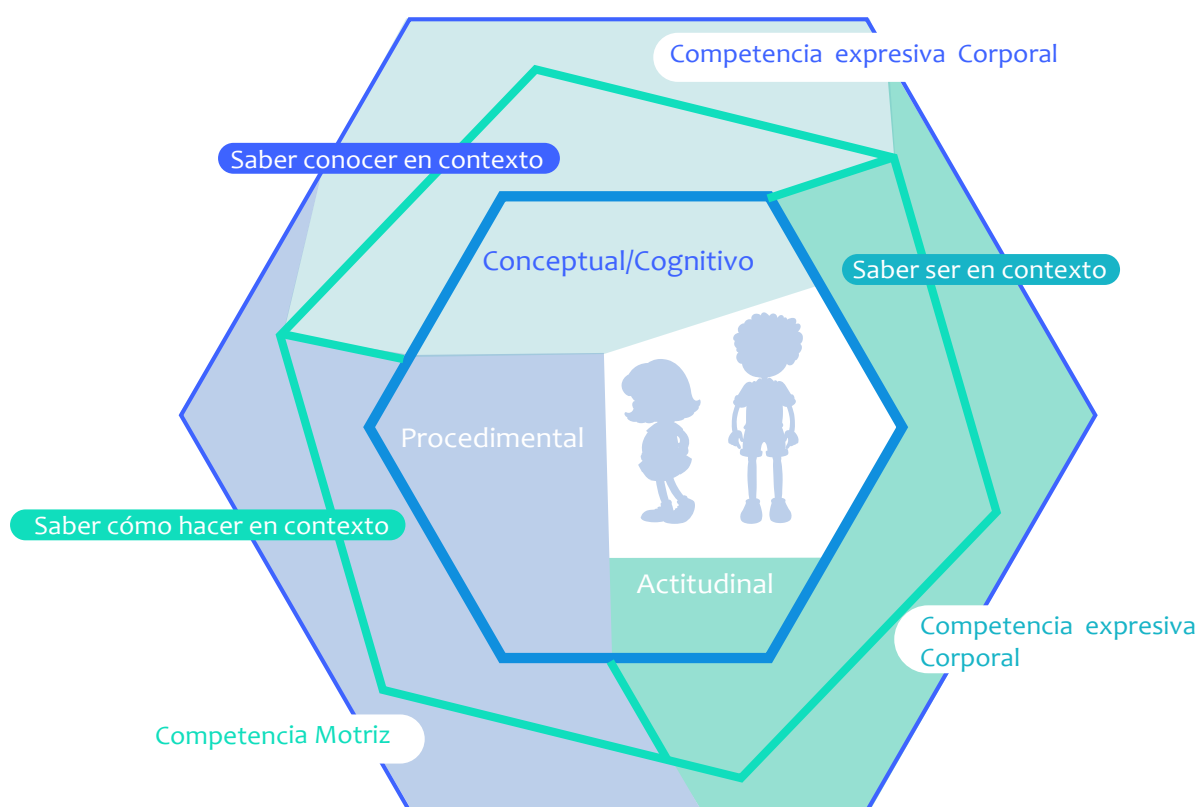 Competencia expresiva Corporal
Saber conocer en contexto
Conceptual/Cognitivo
Saber ser en contexto
Procedimental
Saber cómo hacer en contexto
Actitudinal
Competencia expresiva
Corporal
Competencia Motriz